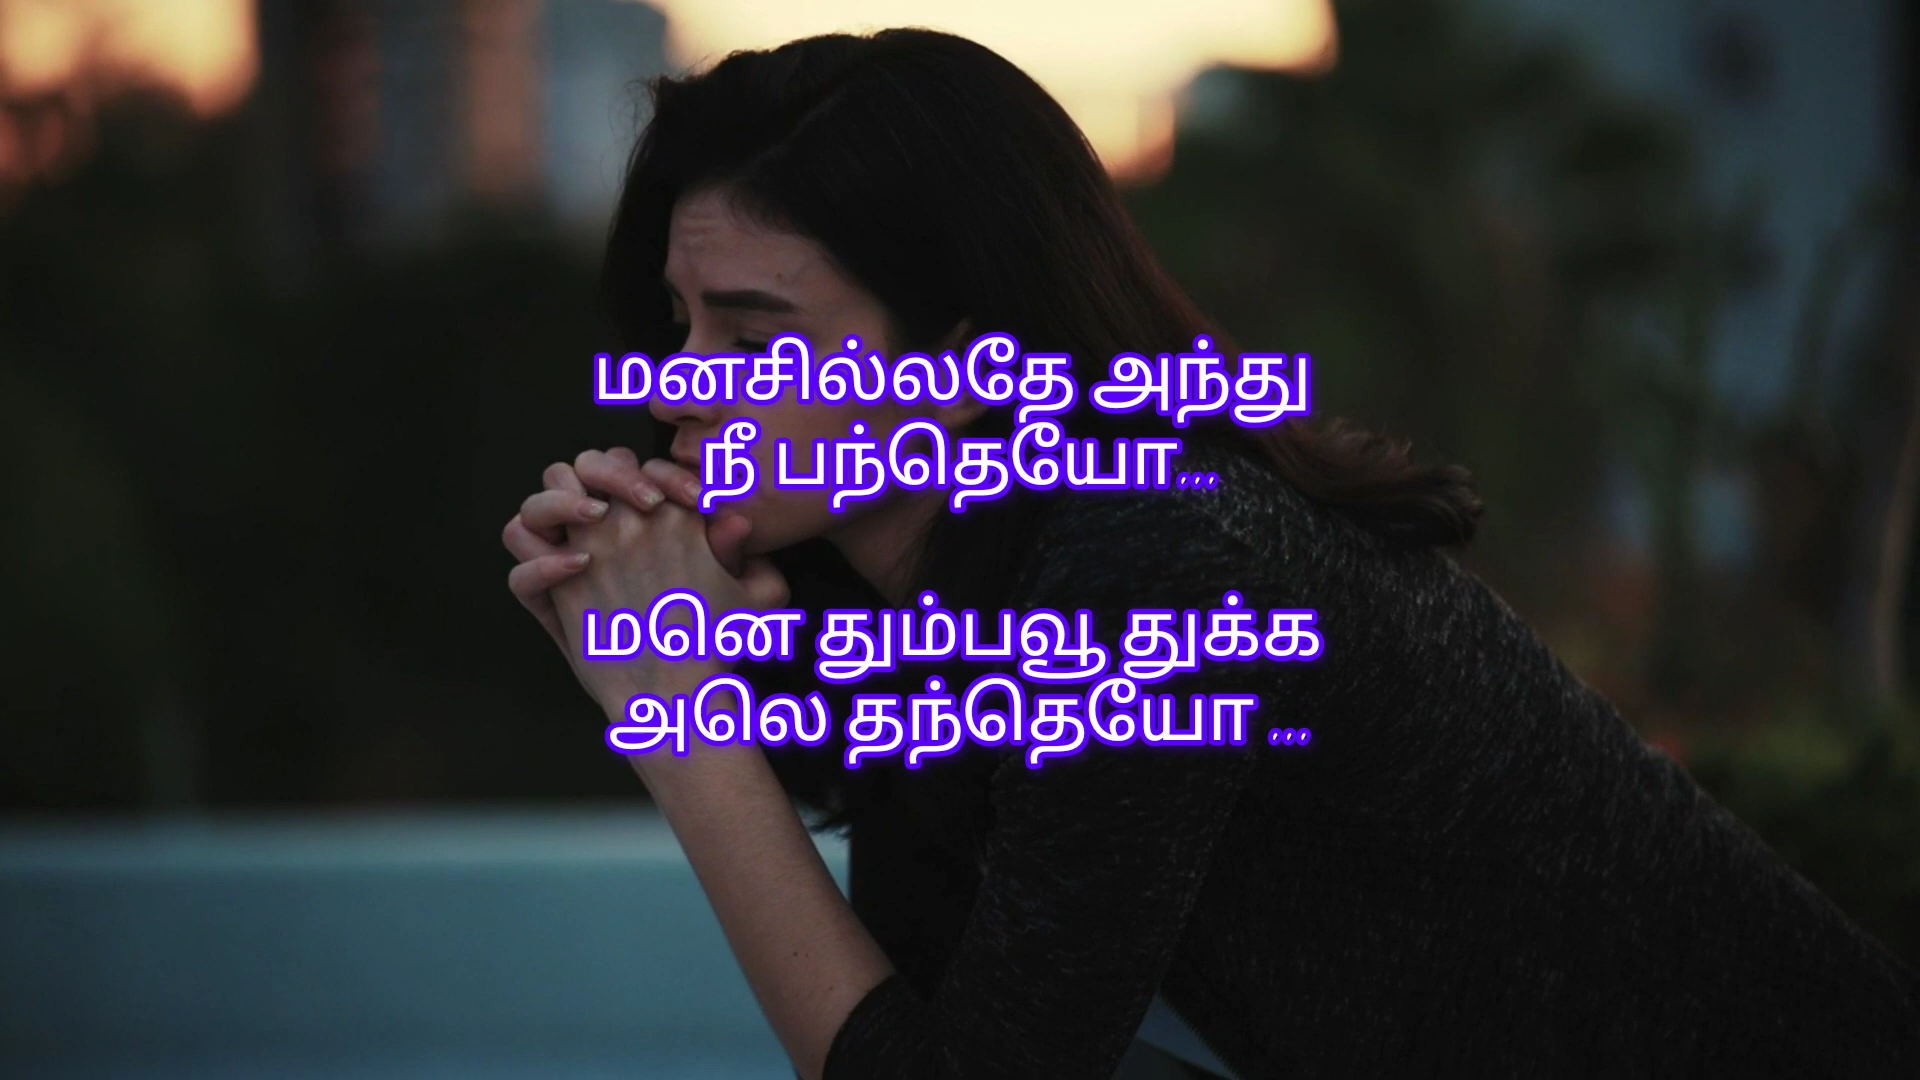 மனசில்லதே அந்து
நீ பந்தெயோ...
மனெ தும்பவூ துக்க
அலெ தந்தெயோ ...